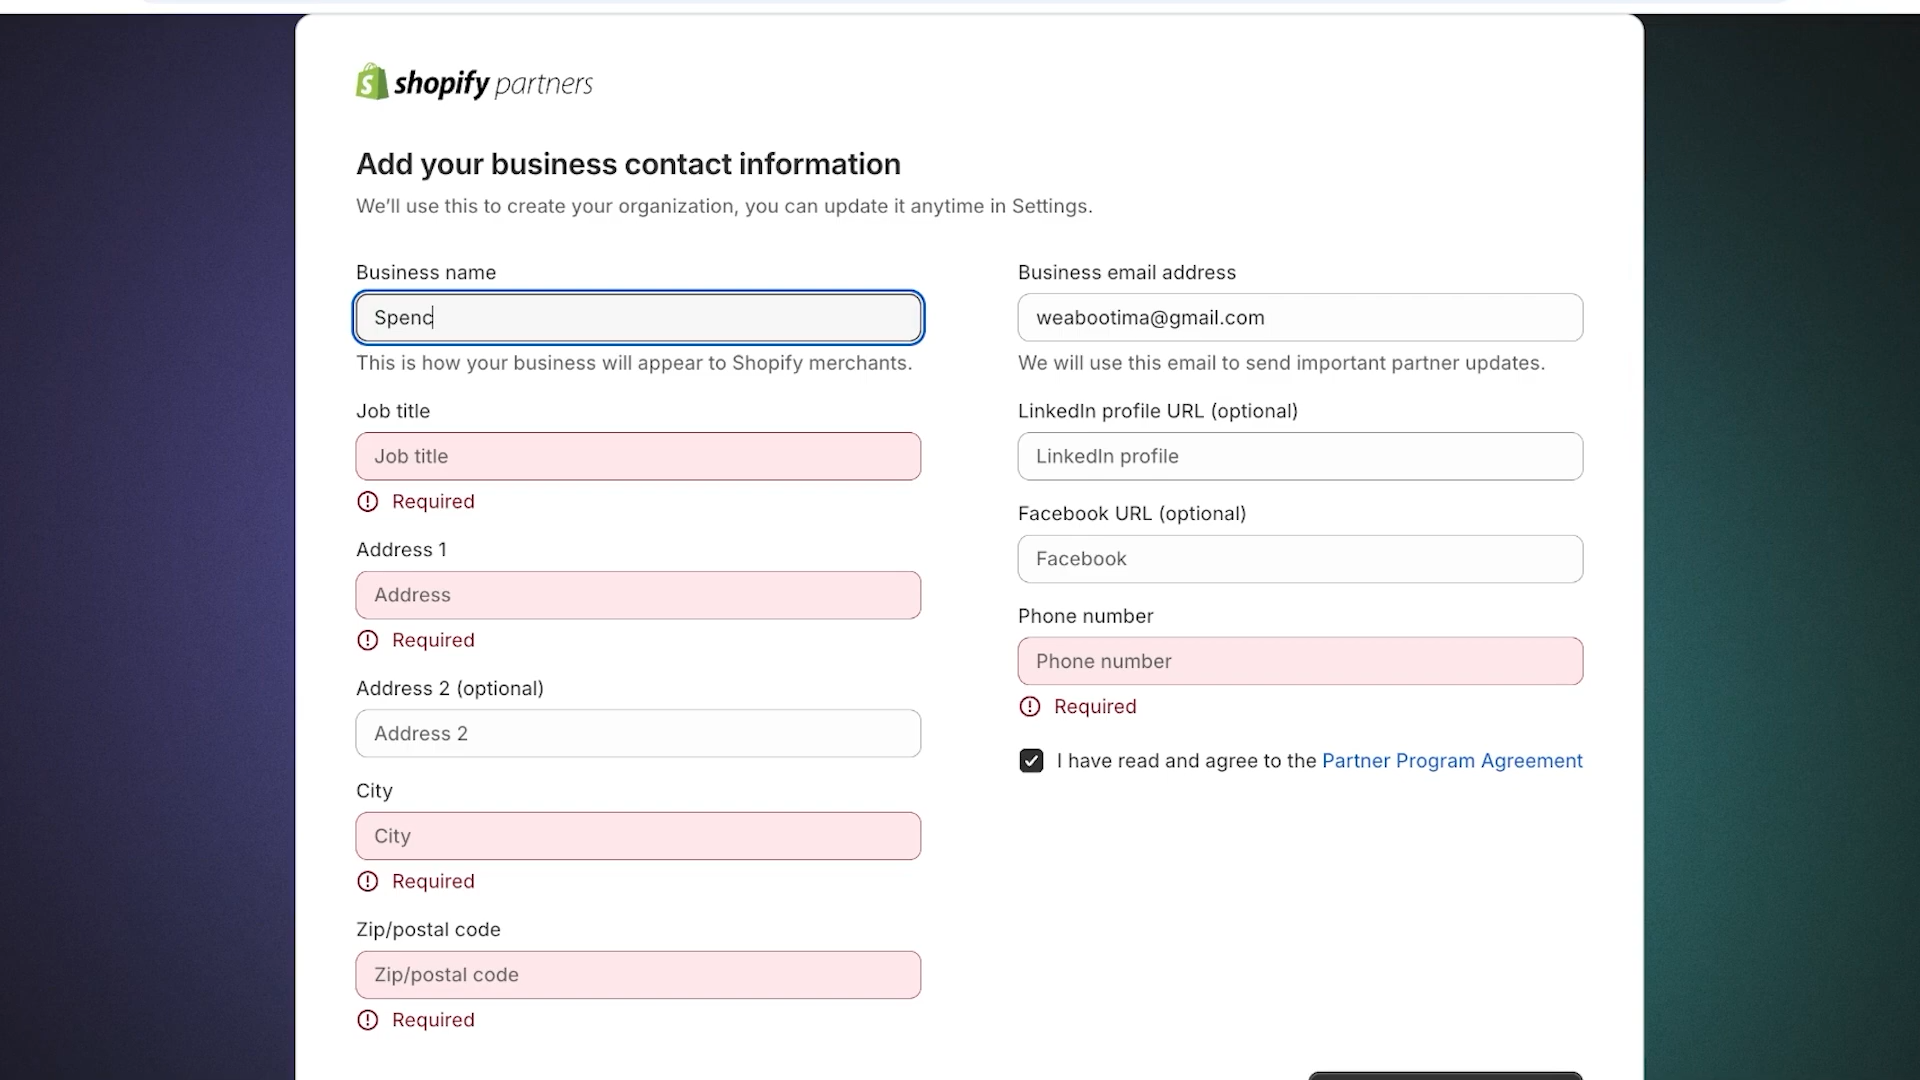 shopify partners
Add your business contact information
We'll use this to create your organization, you can update it anytime in Settings.
Business name
Spenc
This is how your business will appear to Shopify merchants.
Job title
Job title
Required
Address 1
Address
Required
Address 2 (optional)
Address 2
City
City
Required
Zip/postal code
Zip/postal code
Required
Business email address
weabootima@gmail.com
We will use this email to send important partner updates.
LinkedIn profile URL (optional)
LinkedIn profile
Facebook URL (optional)
Facebook
Phone number
Phone number
Required
I have read and agree to the Partner Program Agreement